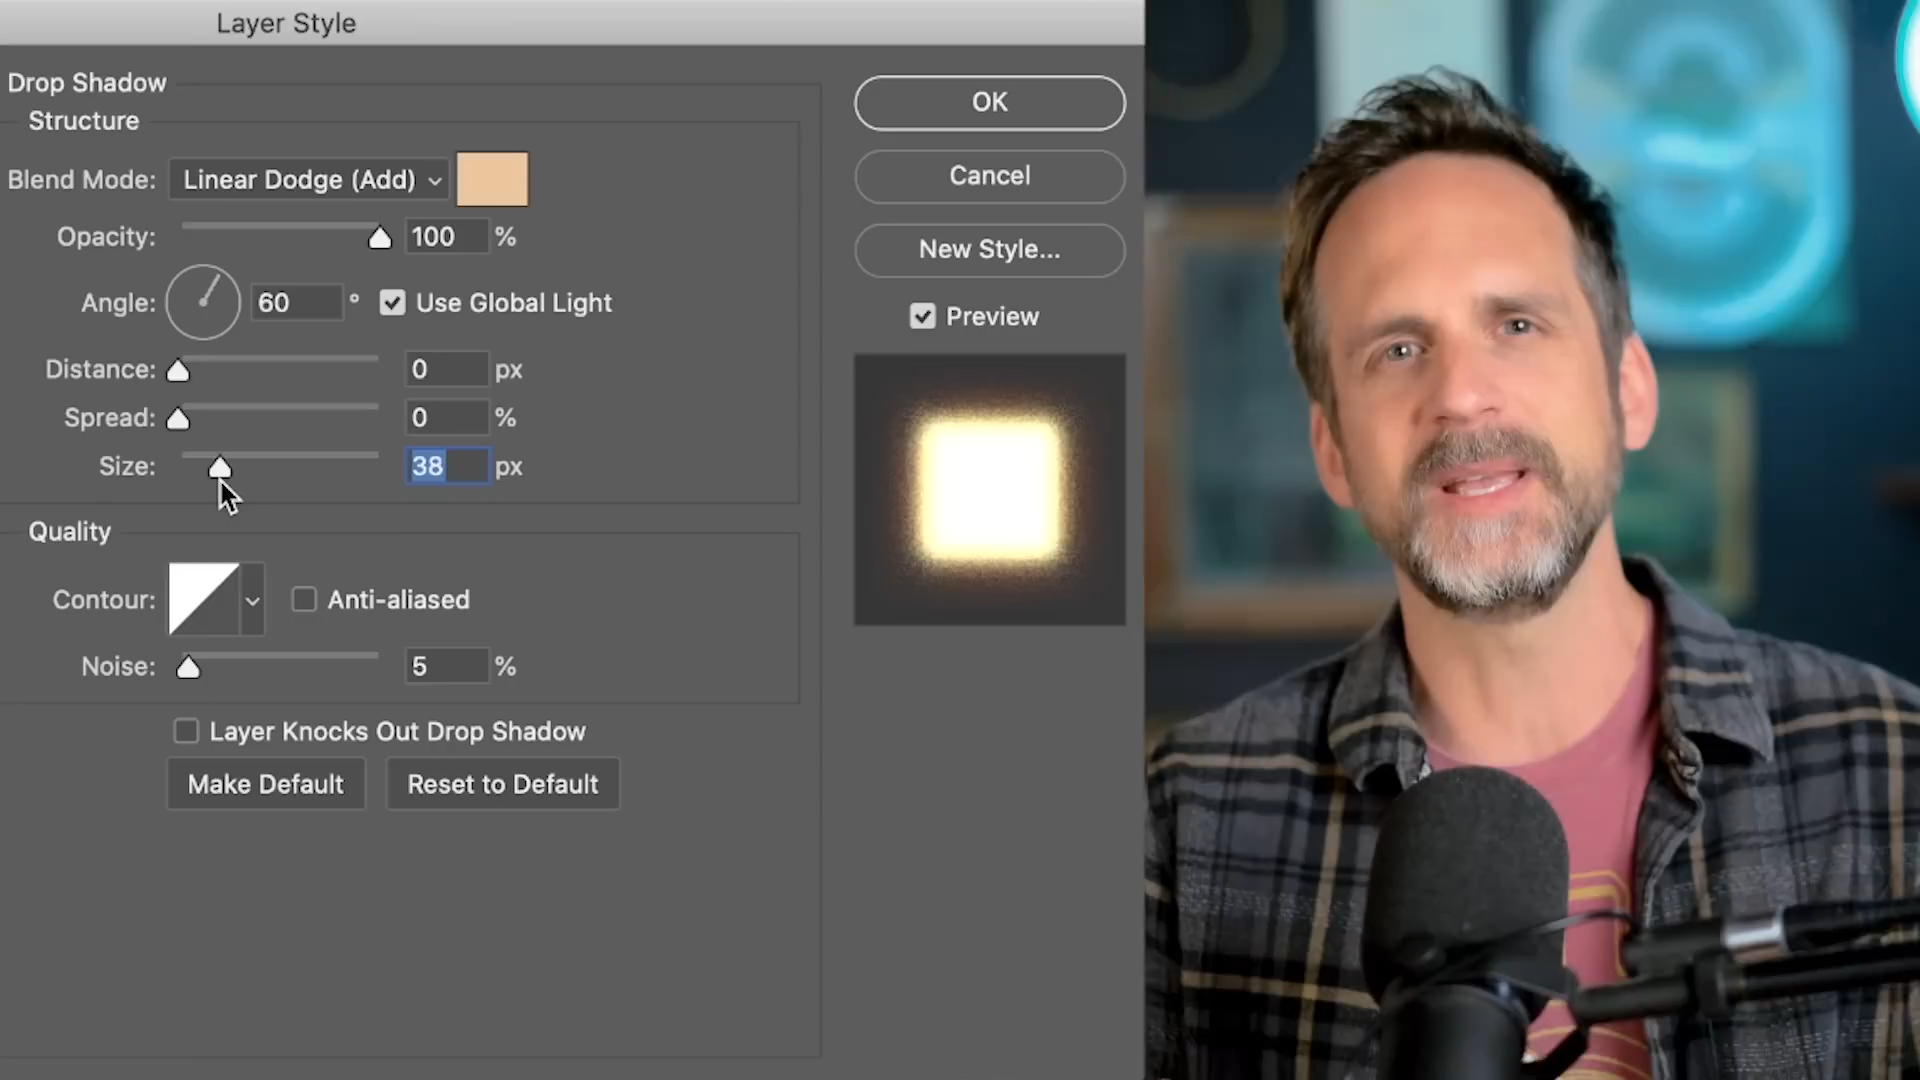 Layer Style
Drop Shadow
Structure
Blend Mode: Linear Dodge (Add)
Opacity: 100 %
Angle: 60 ° Use Global Light
Distance: 0 px
Spread: 0 %
Size: 38 px
Quality
Contour: Anti-aliased
Noise: 5 %
Layer Knocks Out Drop Shadow
Make Default Reset to Default
OK
Cancel
New Style...
Preview